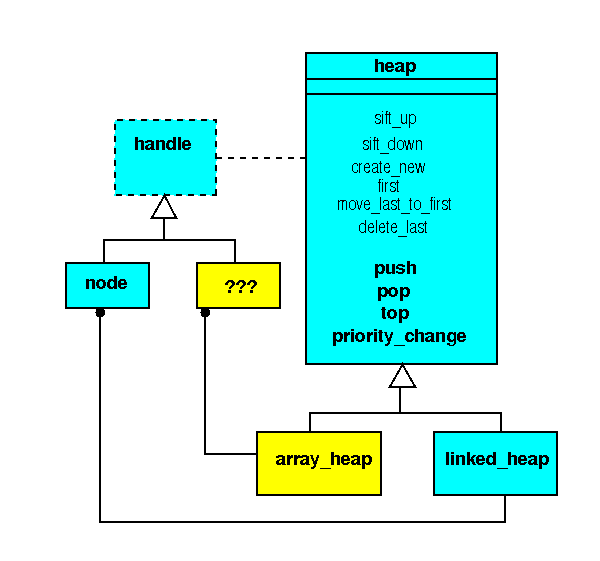 heap
sift_up
handle
sift_down
create_new
first
move_last_to_first
delete_last
push
node
???
pop
top
priority_change
array_heap
linked_heap